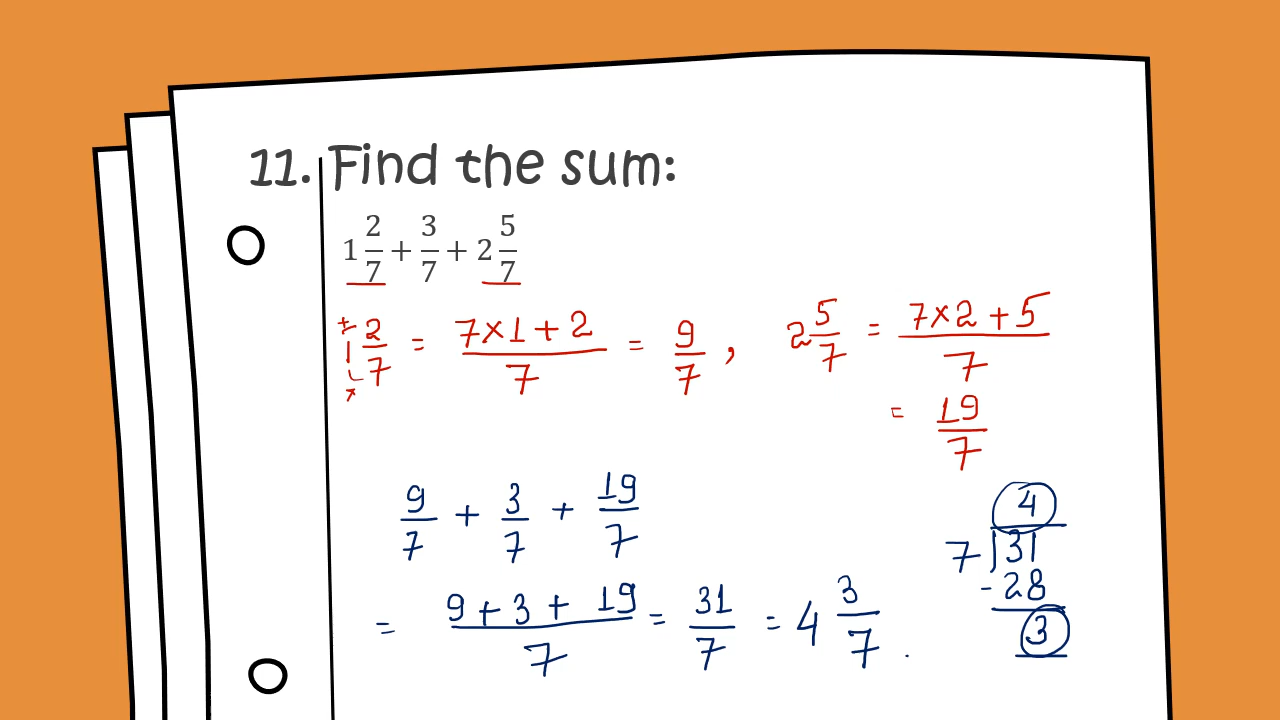 11. Find the sum:
1 2/7 + 3/7 + 2 5/7
1 2/7 = (7×1+2)/7 = 9/7 , 2 5/7 = (7×2+5)/7
+
×
= 19/7
9/7 + 3/7 + 19/7
= (9+3+19)/7 = 31/7 = 4 3/7 .
4
7 31
-28
3